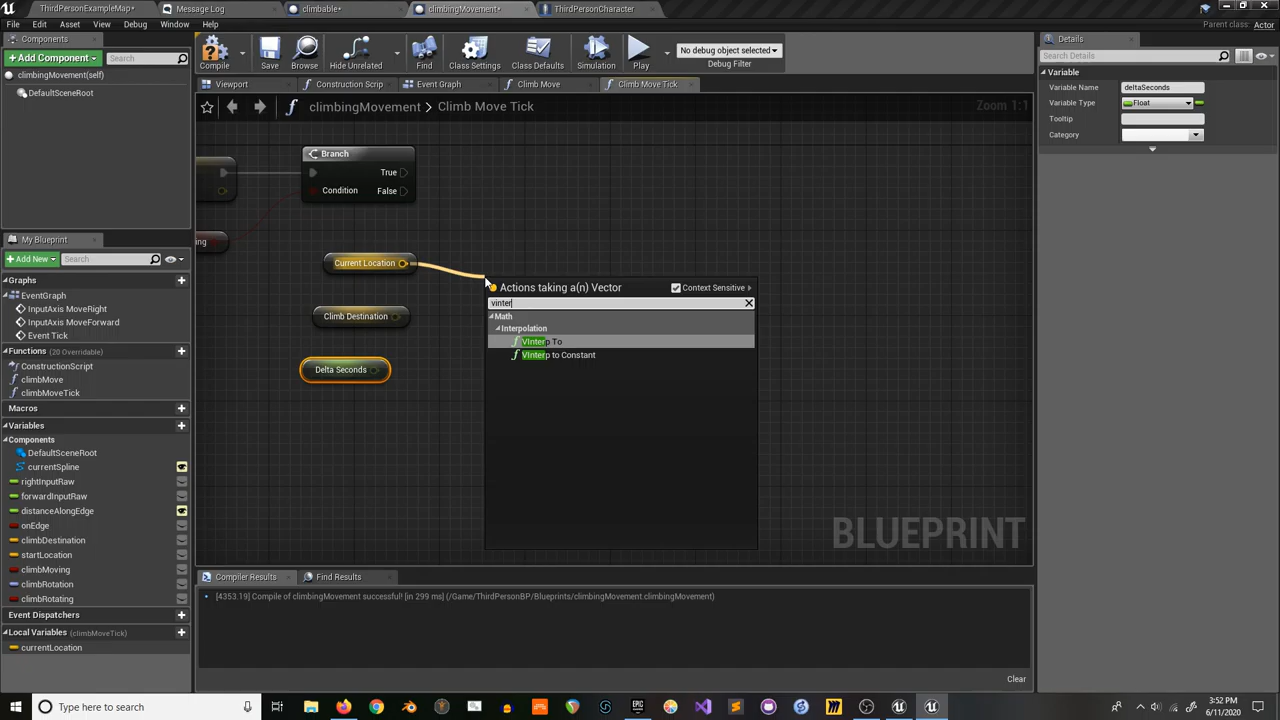 ThirdPersonExampleMap*
Message Log
climbable*
climbingMovement*
ThirdPersonCharacter
File
Edit
Asset
View
Debug
Window
Help
Parent class: Actor
Components
Add Component
Search
climbingMovement(self)
DefaultSceneRoot
Compile
Save
Browse
Hide Unrelated
Find
Class Settings
Class Defaults
Simulation
Play
No debug object selected
Debug Filter
Viewport
Construction Scrip
Event Graph
Climb Move
Climb Move Tick
climbingMovement > Climb Move Tick
Zoom 1:1
Branch
True
Condition
False
ing
Current Location
Climb Destination
Delta Seconds
Actions taking a(n) Vector
Context Sensitive
vinter
Math
Interpolation
VInterp To
VInterp to Constant
BLUEPRINT
My Blueprint
Add New
Search
Graphs
EventGraph
InputAxis MoveRight
InputAxis MoveForward
Event Tick
Functions (20 Overridable)
ConstructionScript
climbMove
climbMoveTick
Macros
Variables
Components
DefaultSceneRoot
currentSpline
rightInputRaw
forwardInputRaw
distanceAlongEdge
onEdge
climbDestination
startLocation
climbMoving
climbRotation
climbRotating
Event Dispatchers
Local Variables (climbMoveTick)
currentLocation
Compiler Results
Find Results
[4353.19] Compile of climbingMovement successful! [in 299 ms] (/Game/ThirdPersonBP/Blueprints/climbingMovement.climbingMovement)
Clear
Details
Search Details
Variable
Variable Name
deltaSeconds
Variable Type
Float
Tooltip
Category
Type here to search
3:52 PM
6/11/2020